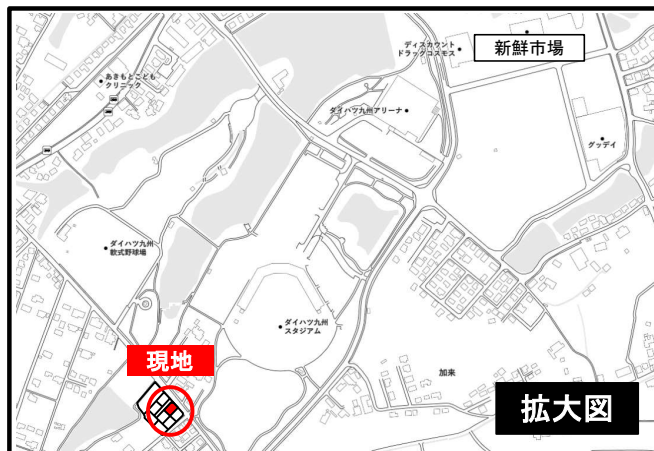 ディスカウント
ドラッグコスモス
新鮮市場
あきもとこども
クリニック
ダイハツ九州アリーナ
グッデイ
ダイハツ九州
軟式野球場
ダイハツ九州
スタジアム
現地
加来
拡大図